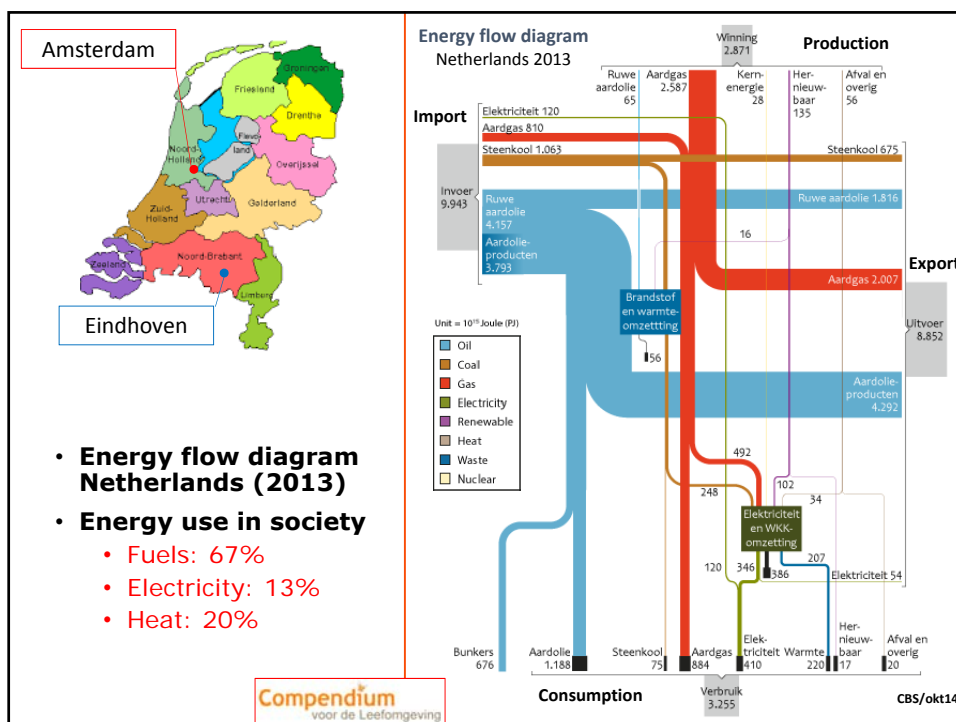 Amsterdam
Groningen
Friesland
Drenthe
Noord-
Holland
Flevo-
land
Overijssel
Utrecht
Gelderland
Zuid-
Holland
Noord-Brabant
Zeeland
Limburg
Eindhoven
• Energy flow diagram
Netherlands (2013)
• Energy use in society
• Fuels: 67%
• Electricity: 13%
• Heat: 20%
Compendium
voor de Leefomgeving
Energy flow diagram
Netherlands 2013
Winning
2.871
Production
Ruwe
aardolie
65
Aardgas
2.587
Kern-
energie
28
Her-
nieuw-
baar
135
Afval en
overig
56
Import
Elektriciteit 120
Aardgas 810
Steenkool 1.063
Invoer
9.943
Ruwe
aardolie
4.157
Aardolie-
producten
3.793
Steenkool 675
Ruwe aardolie 1.816
16
Export
Aardgas 2.007
Uitvoer
8.852
Brandstof
en warmte-
omzettting
56
Aardolie-
producten
4.292
Unit = 10¹⁵ Joule (PJ)
Oil
Coal
Gas
Electricity
Renewable
Heat
Waste
Nuclear
492
248
102
34
Elektriciteit
en WKK-
omzetting
120
346
386
207
Elektriciteit 54
Bunkers
676
Aardolie
1.188
Steenkool
75
Aardgas
884
Elek-
triciteit
410
Warmte
220
Her-
nieuw-
baar
17
Afval en
overig
20
Consumption
Verbruik
3.255
CBS/okt14